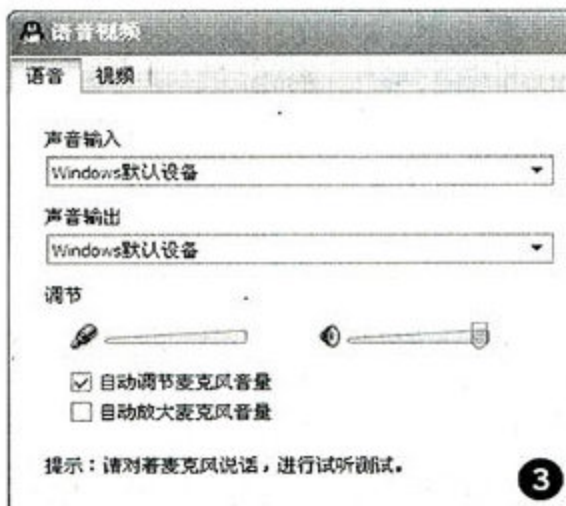 语音视频
语音 视频
声音输入
Windows默认设备
声音输出
Windows默认设备
调节
自动调节麦克风音量
自动放大麦克风音量
提示：请对着麦克风说话，进行试听测试。
3